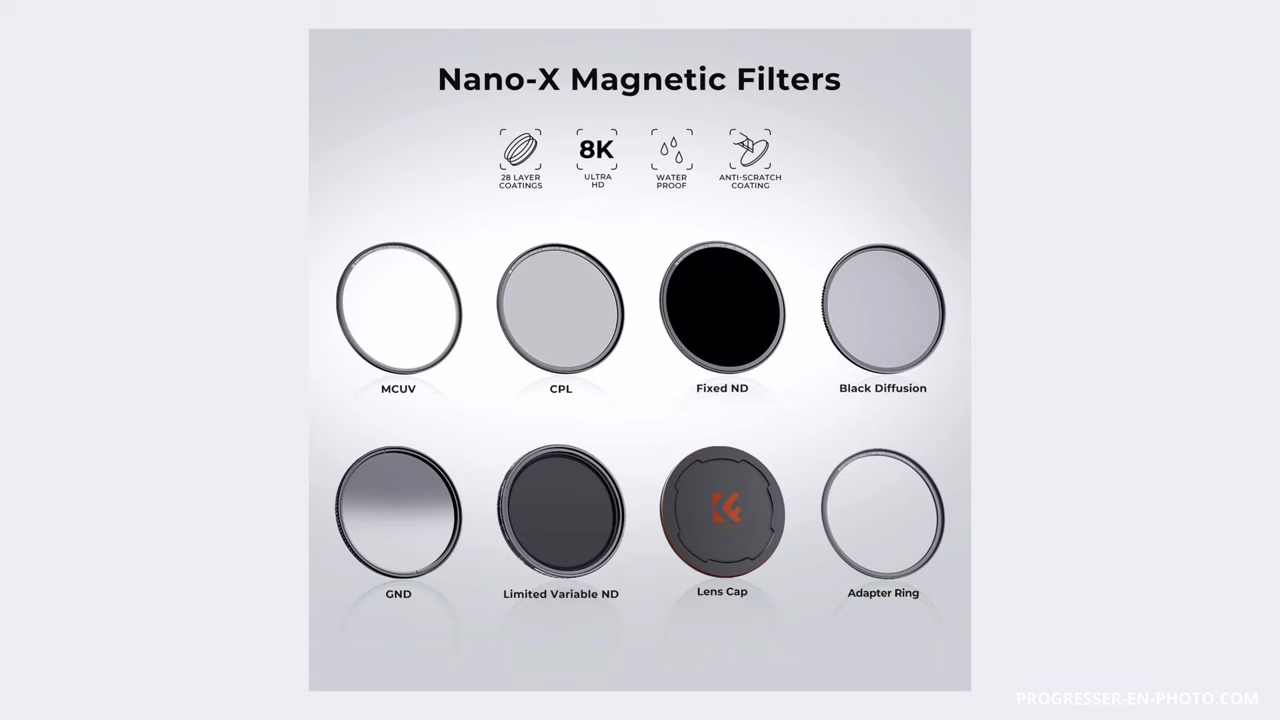 Nano-X Magnetic Filters
28 LAYER
COATINGS
8K
ULTRA
HD
WATER
PROOF
ANTI-SCRATCH
COATING
MCUV
CPL
Fixed ND
Black Diffusion
GND
Limited Variable ND
Lens Cap
Adapter Ring
PROGRESSER-EN-PHOTO.COM